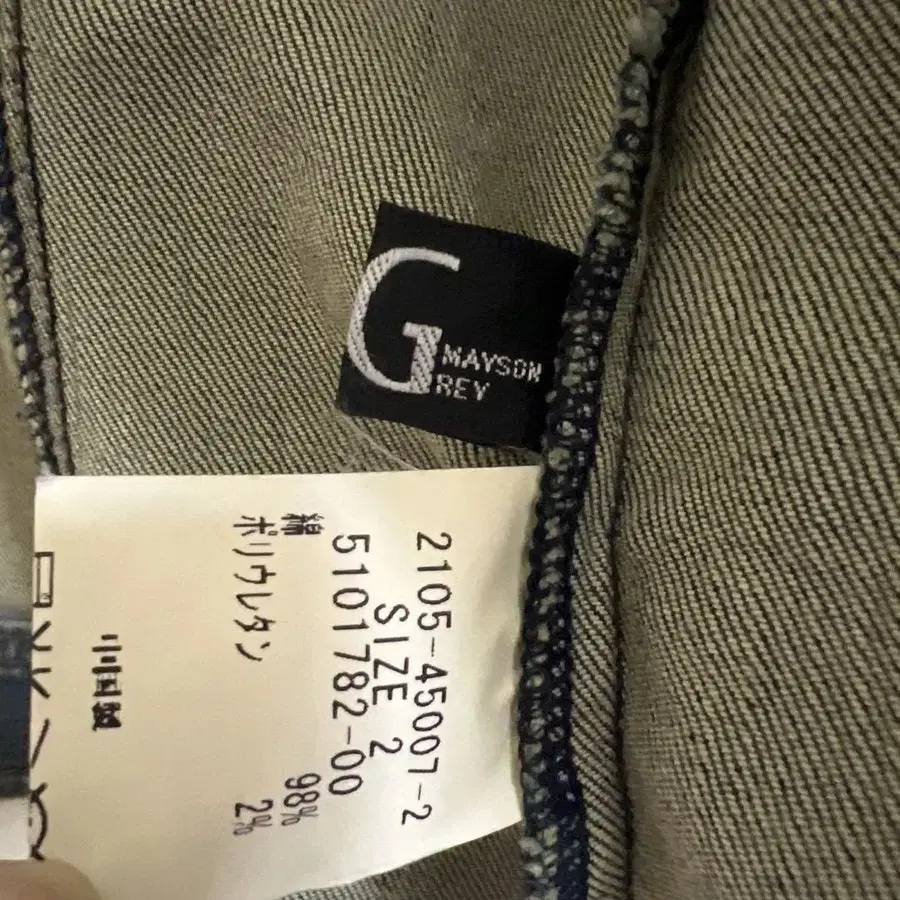 G
MAYSON
REY
2105-45007-2
SIZE 2
5101782-00
綿 98%
ポリウレタン 2%
中国製